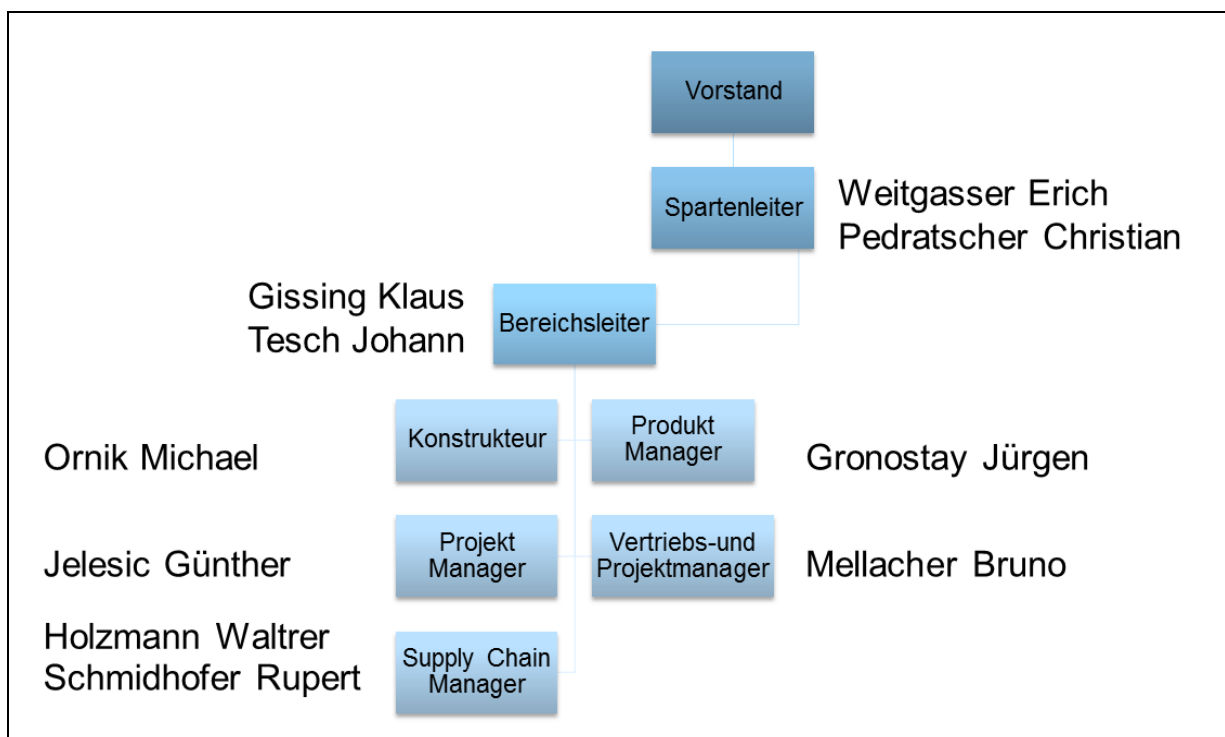 Vorstand
Spartenleiter
Weitgasser Erich
Pedratscher Christian
Gissing Klaus
Tesch Johann
Bereichsleiter
Ornik Michael
Konstrukteur
Produkt
Manager
Gronostay Jürgen
Jelesic Günther
Projekt
Manager
Vertriebs-und
Projektmanager
Mellacher Bruno
Holzmann Waltrer
Schmidhofer Rupert
Supply Chain
Manager